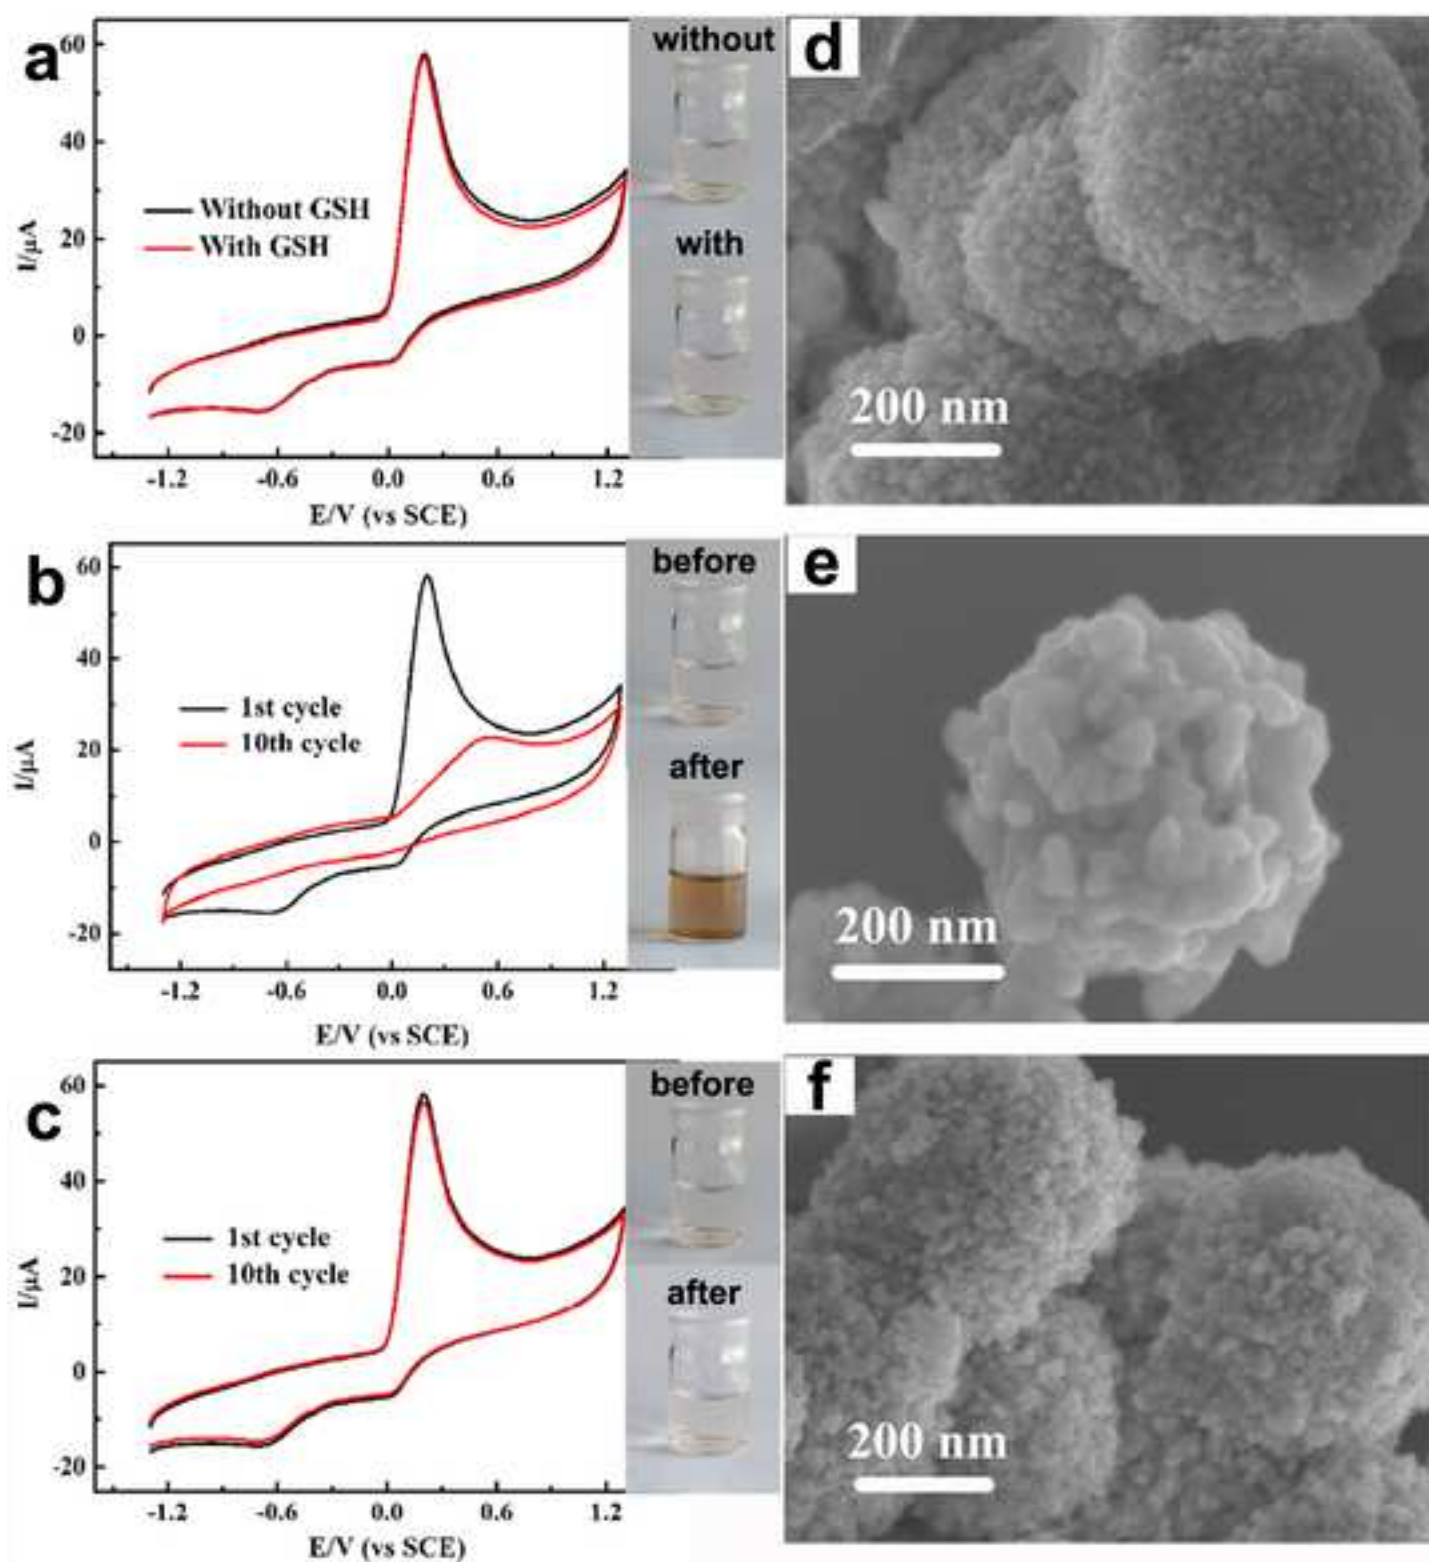 a
60
40
20
0
-20
I/μA
Without GSH
With GSH
-1.2 -0.6 0.0 0.6 1.2
E/V (vs SCE)
without
with
d
200 nm
b
60
40
20
0
-20
I/μA
1st cycle
10th cycle
-1.2 -0.6 0.0 0.6 1.2
E/V (vs SCE)
before
after
e
200 nm
c
60
40
20
0
-20
I/μA
1st cycle
10th cycle
-1.2 -0.6 0.0 0.6 1.2
E/V (vs SCE)
before
after
f
200 nm